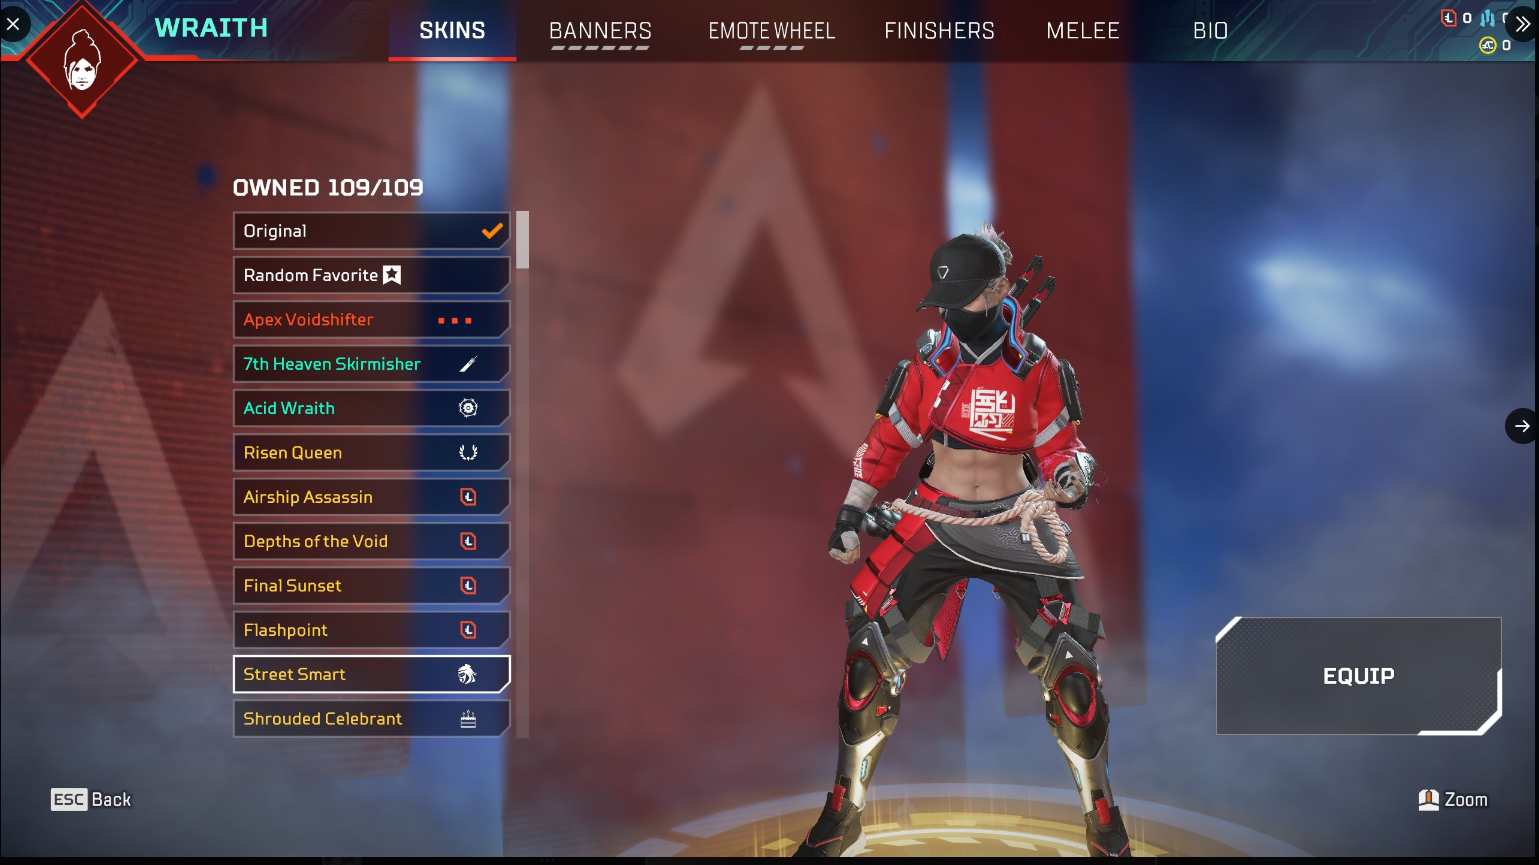 WRAITH
SKINS
BANNERS
EMOTE WHEEL
FINISHERS
MELEE
BIO
0
0
OWNED 109/109
Original
Random Favorite
Apex Voidshifter
7th Heaven Skirmisher
Acid Wraith
Risen Queen
Airship Assassin
Depths of the Void
Final Sunset
Flashpoint
Street Smart
Shrouded Celebrant
EQUIP
ESC Back
Zoom